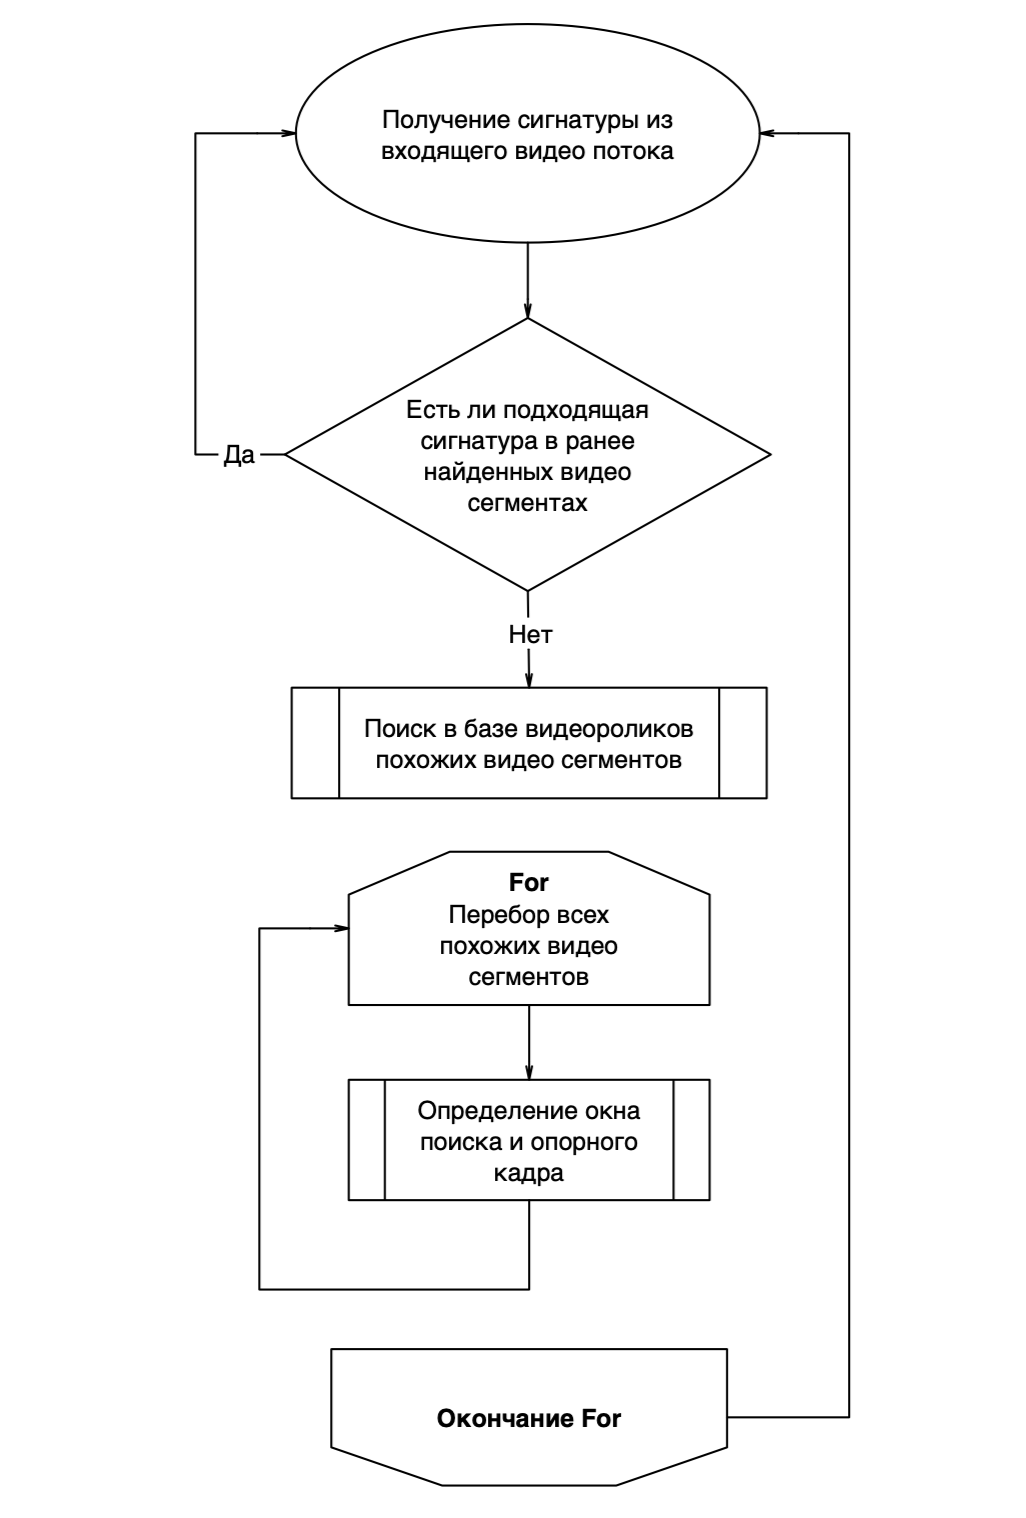 Получение сигнатуры из
входящего видео потока
Есть ли подходящая
сигнатура в ранее
найденных видео
сегментах
Да
Нет
Поиск в базе видеороликов
похожих видео сегментов
For
Перебор всех
похожих видео
сегментов
Определение окна
поиска и опорного
кадра
Окончание For